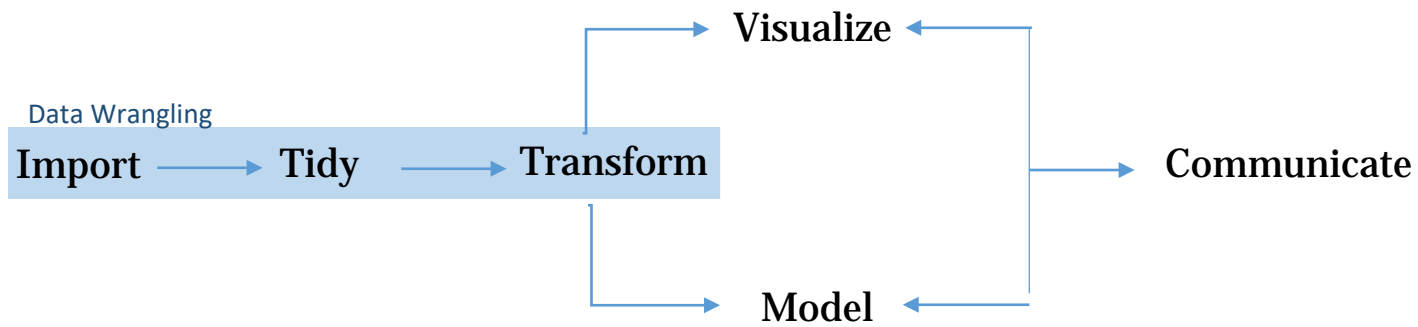 Visualize
Data Wrangling
Import Tidy Transform
Communicate
Model